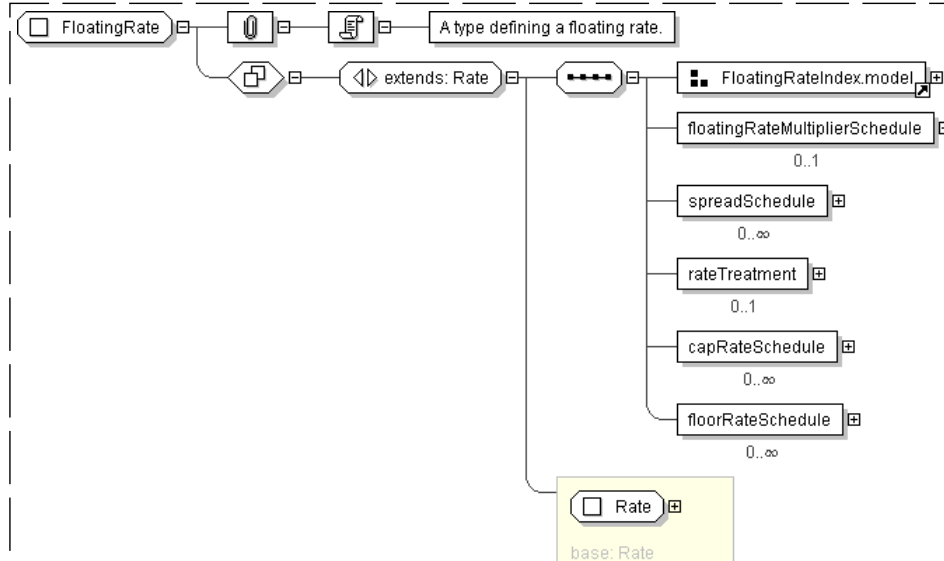 FloatingRate
A type defining a floating rate.
extends: Rate
FloatingRateIndex.model
floatingRateMultiplierSchedule
0..1
spreadSchedule
0..∞
rateTreatment
0..1
capRateSchedule
0..∞
floorRateSchedule
0..∞
Rate
base: Rate